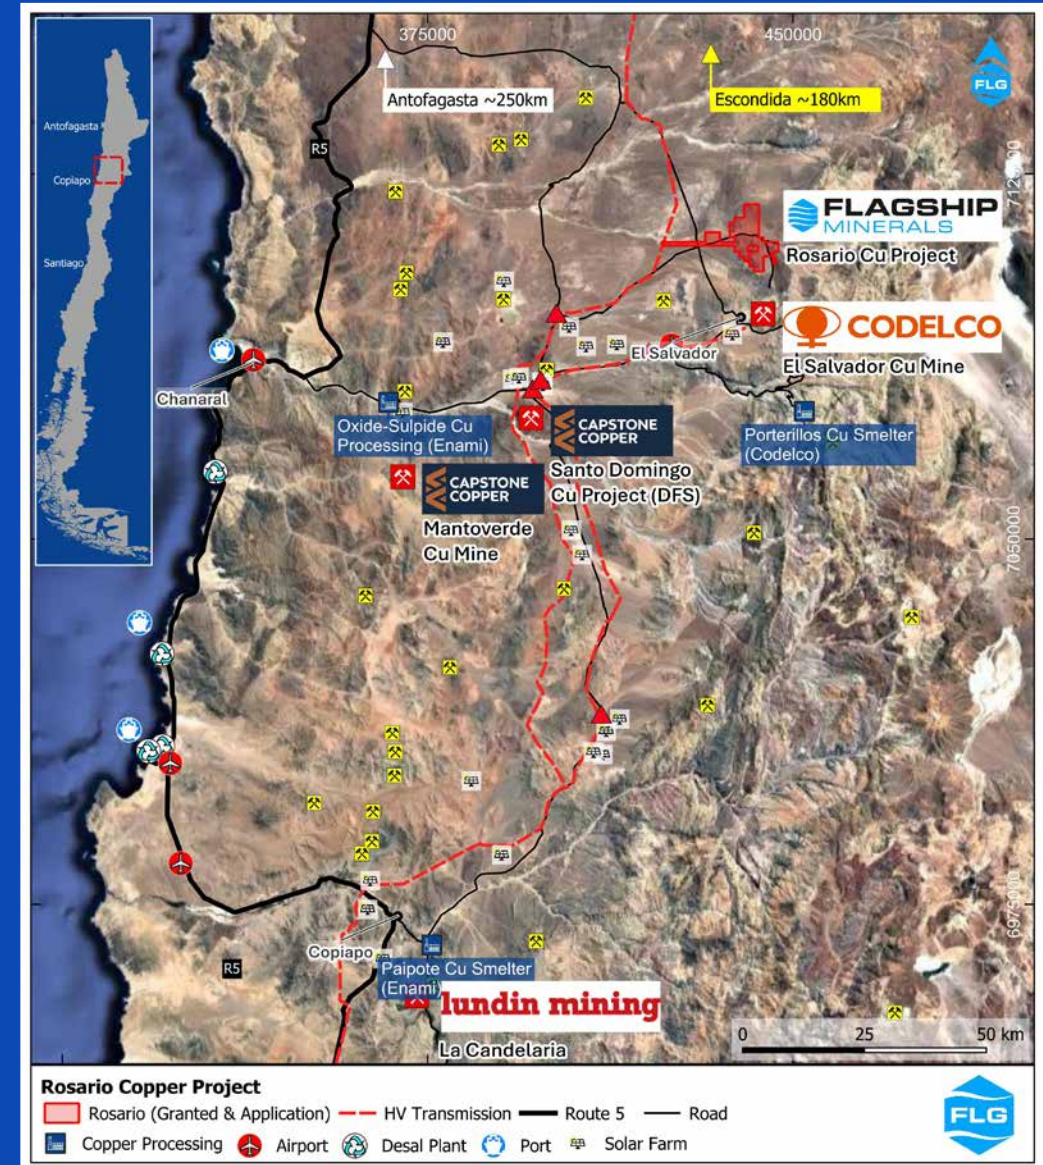 375000
450000
FLG
Antofagasta ~250km
Escondida ~180km
Antofagasta
Copiapo
Santiago
R5
7125000
FLAGSHIP
MINERALS
Rosario Cu Project
CODELCO
El Salvador
El Salvador Cu Mine
Chanaral
Oxide-Sulpide Cu
Processing (Enami)
CAPSTONE
COPPER
Santo Domingo
Cu Project (DFS)
Porterillos Cu Smelter
(Codelco)
CAPSTONE
COPPER
Mantoverde
Cu Mine
7050000
6975000
Copiapo
R5
Paipote Cu Smelter
(Enami)
lundin mining
La Candelaria
0 25 50 km
Rosario Copper Project
Rosario (Granted & Application) HV Transmission Route 5 Road
Copper Processing Airport Desal Plant Port Solar Farm
FLG